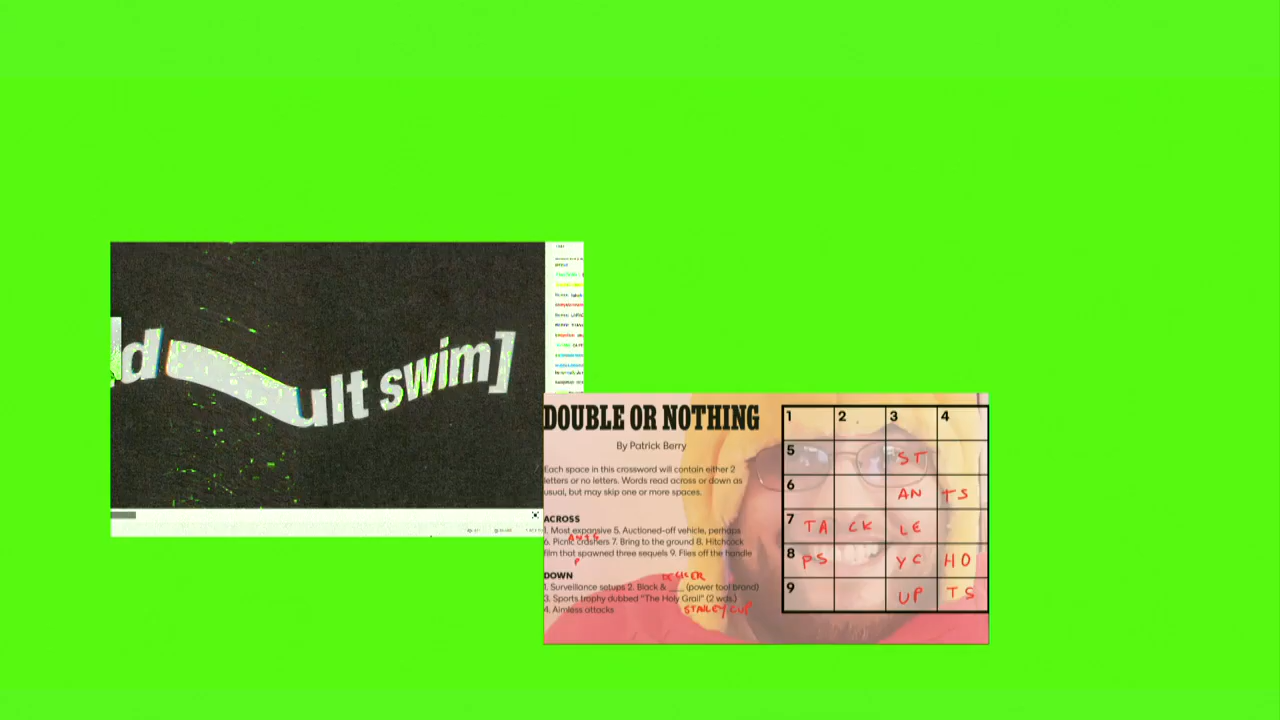 ld
ult swim]
DOUBLE OR NOTHING
By Patrick Berry
Each space in this crossword will contain either 2
letters or no letters. Words read across or down as
usual, but may skip one or more spaces.
ACROSS
1. Most expansive 5. Auctioned-off vehicle, perhaps
ANTS
6. Picnic crashers 7. Bring to the ground 8. Hitchcock
film that spawned three sequels 9. Flies off the handle
P
DOWN
DECKER
1. Surveillance setups 2. Black & ___ (power tool brand)
3. Sports trophy dubbed "The Holy Grail" (2 wds.)
4. Aimless attacks
STANLEY CUP
1 2 3 4
5 ST
6 AN TS
7 TA CK LE
8 PS YC HO
9 UP TS